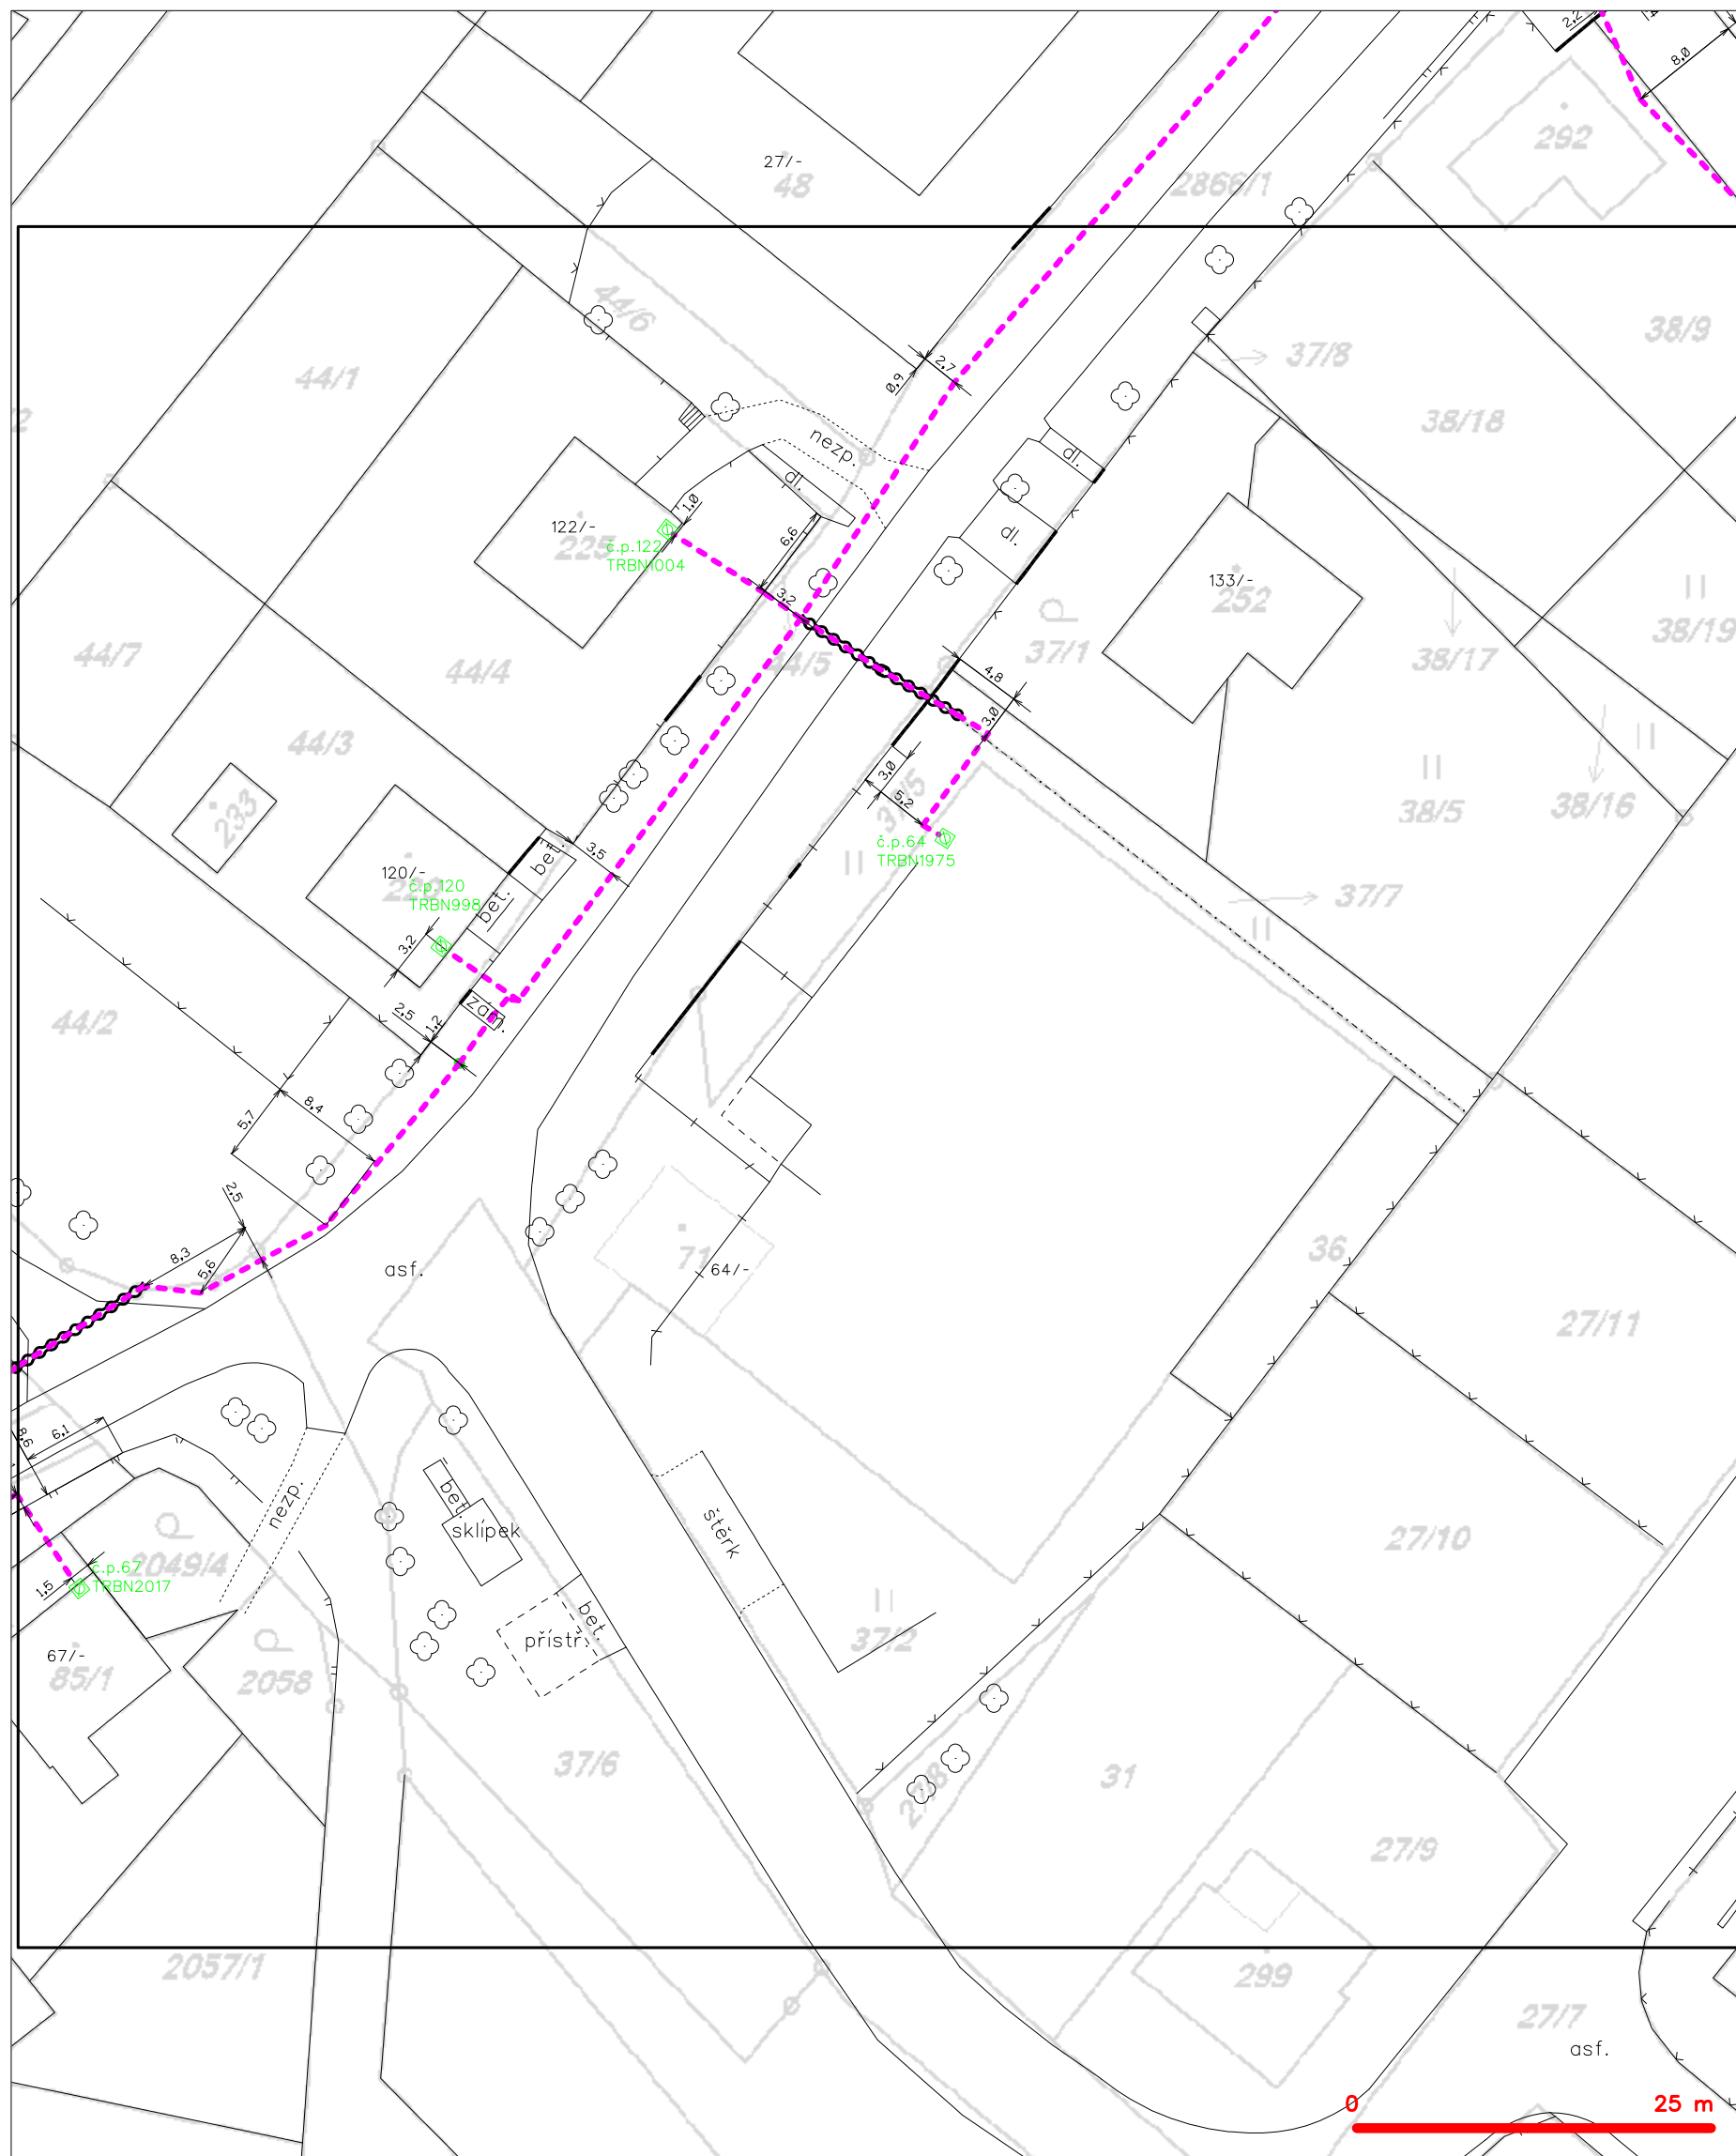 2,2
14
8,0
292
27/-
48
2866/1
44/6
38/9
37/8
44/1
2,7
0,9
38/18
nezp.
dl.
dl.
1,0
122/-
225
č.p.122
TRBN1004
6,6
dl.
133/-
252
3,2
44/5
37/1
38/17
38/19
44/7
44/4
4,8
3,0
44/3
3,0
5,2
38/5
38/16
233
č.p.64
TRBN1975
3,5
bet.
120/-
č.p.120
TRBN998
bet.
37/7
3,2
zám.
2,5
1,2
44/2
8,4
5,7
2,5
8,3
5,6
71
64/-
36
asf.
27/11
8,6
6,1
nezp.
bet.
sklípek
štěrk
27/10
2049/4
č.p.67
TRBN2017
1,5
bet.
přístř.
37/2
67/-
85/1
2058
37/6
31
27/9
2057/1
299
27/7
asf.
0
25 m